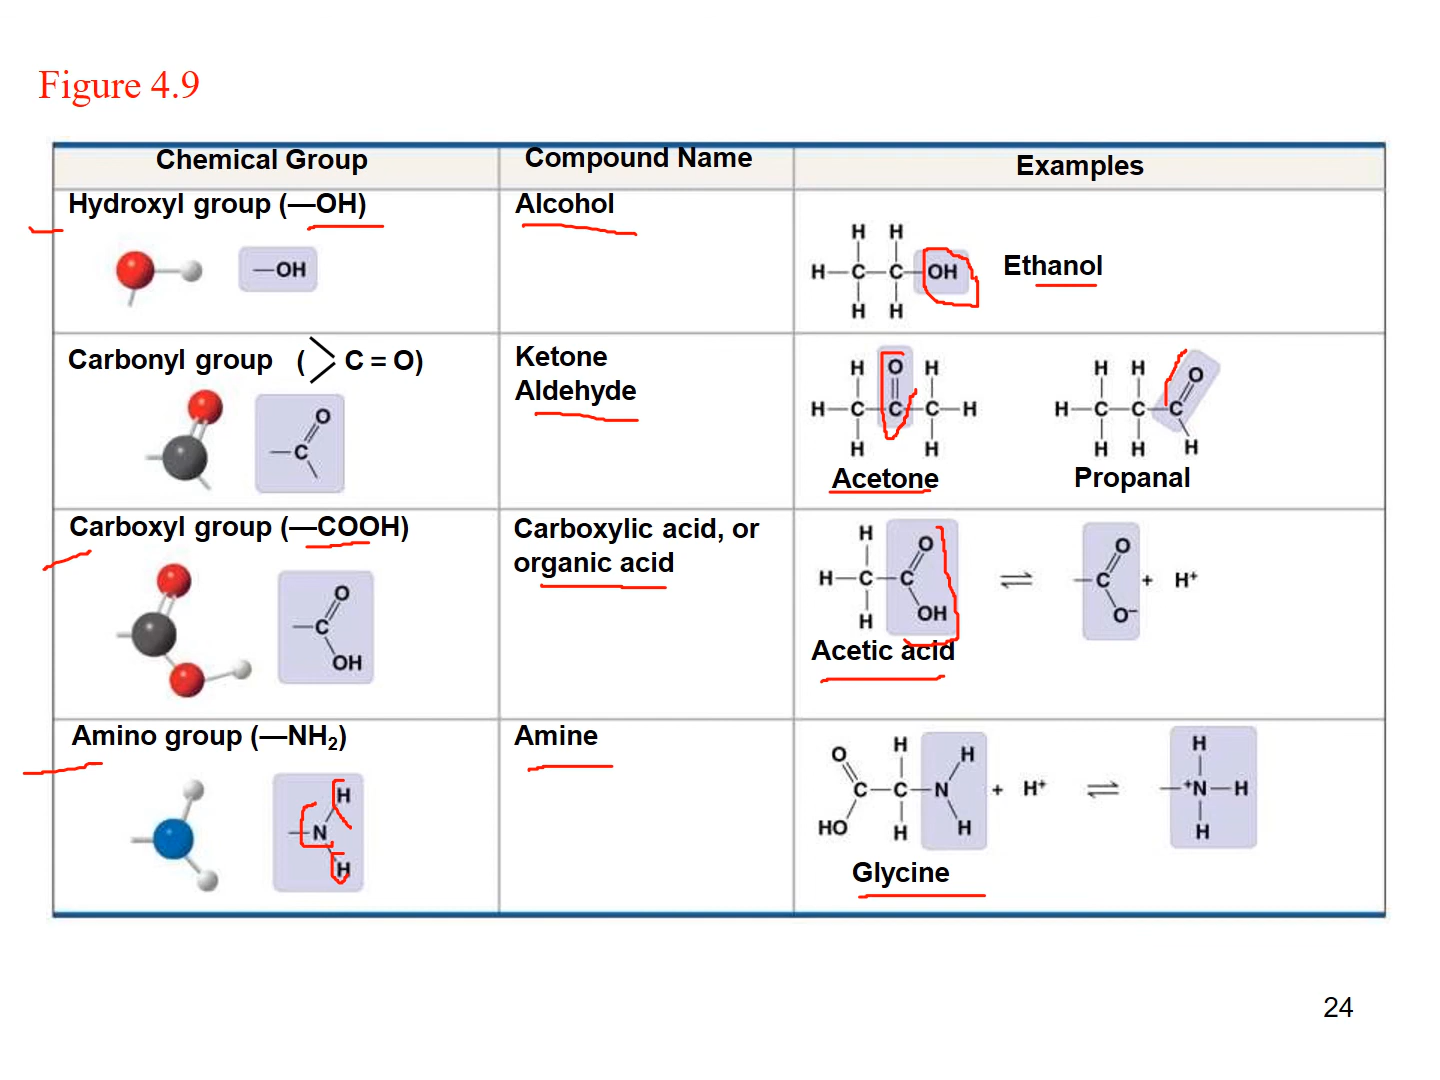 Figure 4.9
Chemical Group
Compound Name
Examples
Hydroxyl group (—OH)
Alcohol
—OH
H H
H—C—C—OH
H H
Ethanol
Carbonyl group ( > C = O)
Ketone
Aldehyde
O
—C
H O H
H—C—C—C—H
H H
Acetone
H H O
H—C—C—C
H H H
Propanal
Carboxyl group (—COOH)
Carboxylic acid, or
organic acid
O
—C
OH
H O
H—C—C
H OH
Acetic acid
⇌
O
—C + H⁺
O⁻
Amino group (—NH₂)
Amine
H
—N
H
O H H
C—C—N + H⁺
HO H H
Glycine
⇌
H
—⁺N—H
H
24